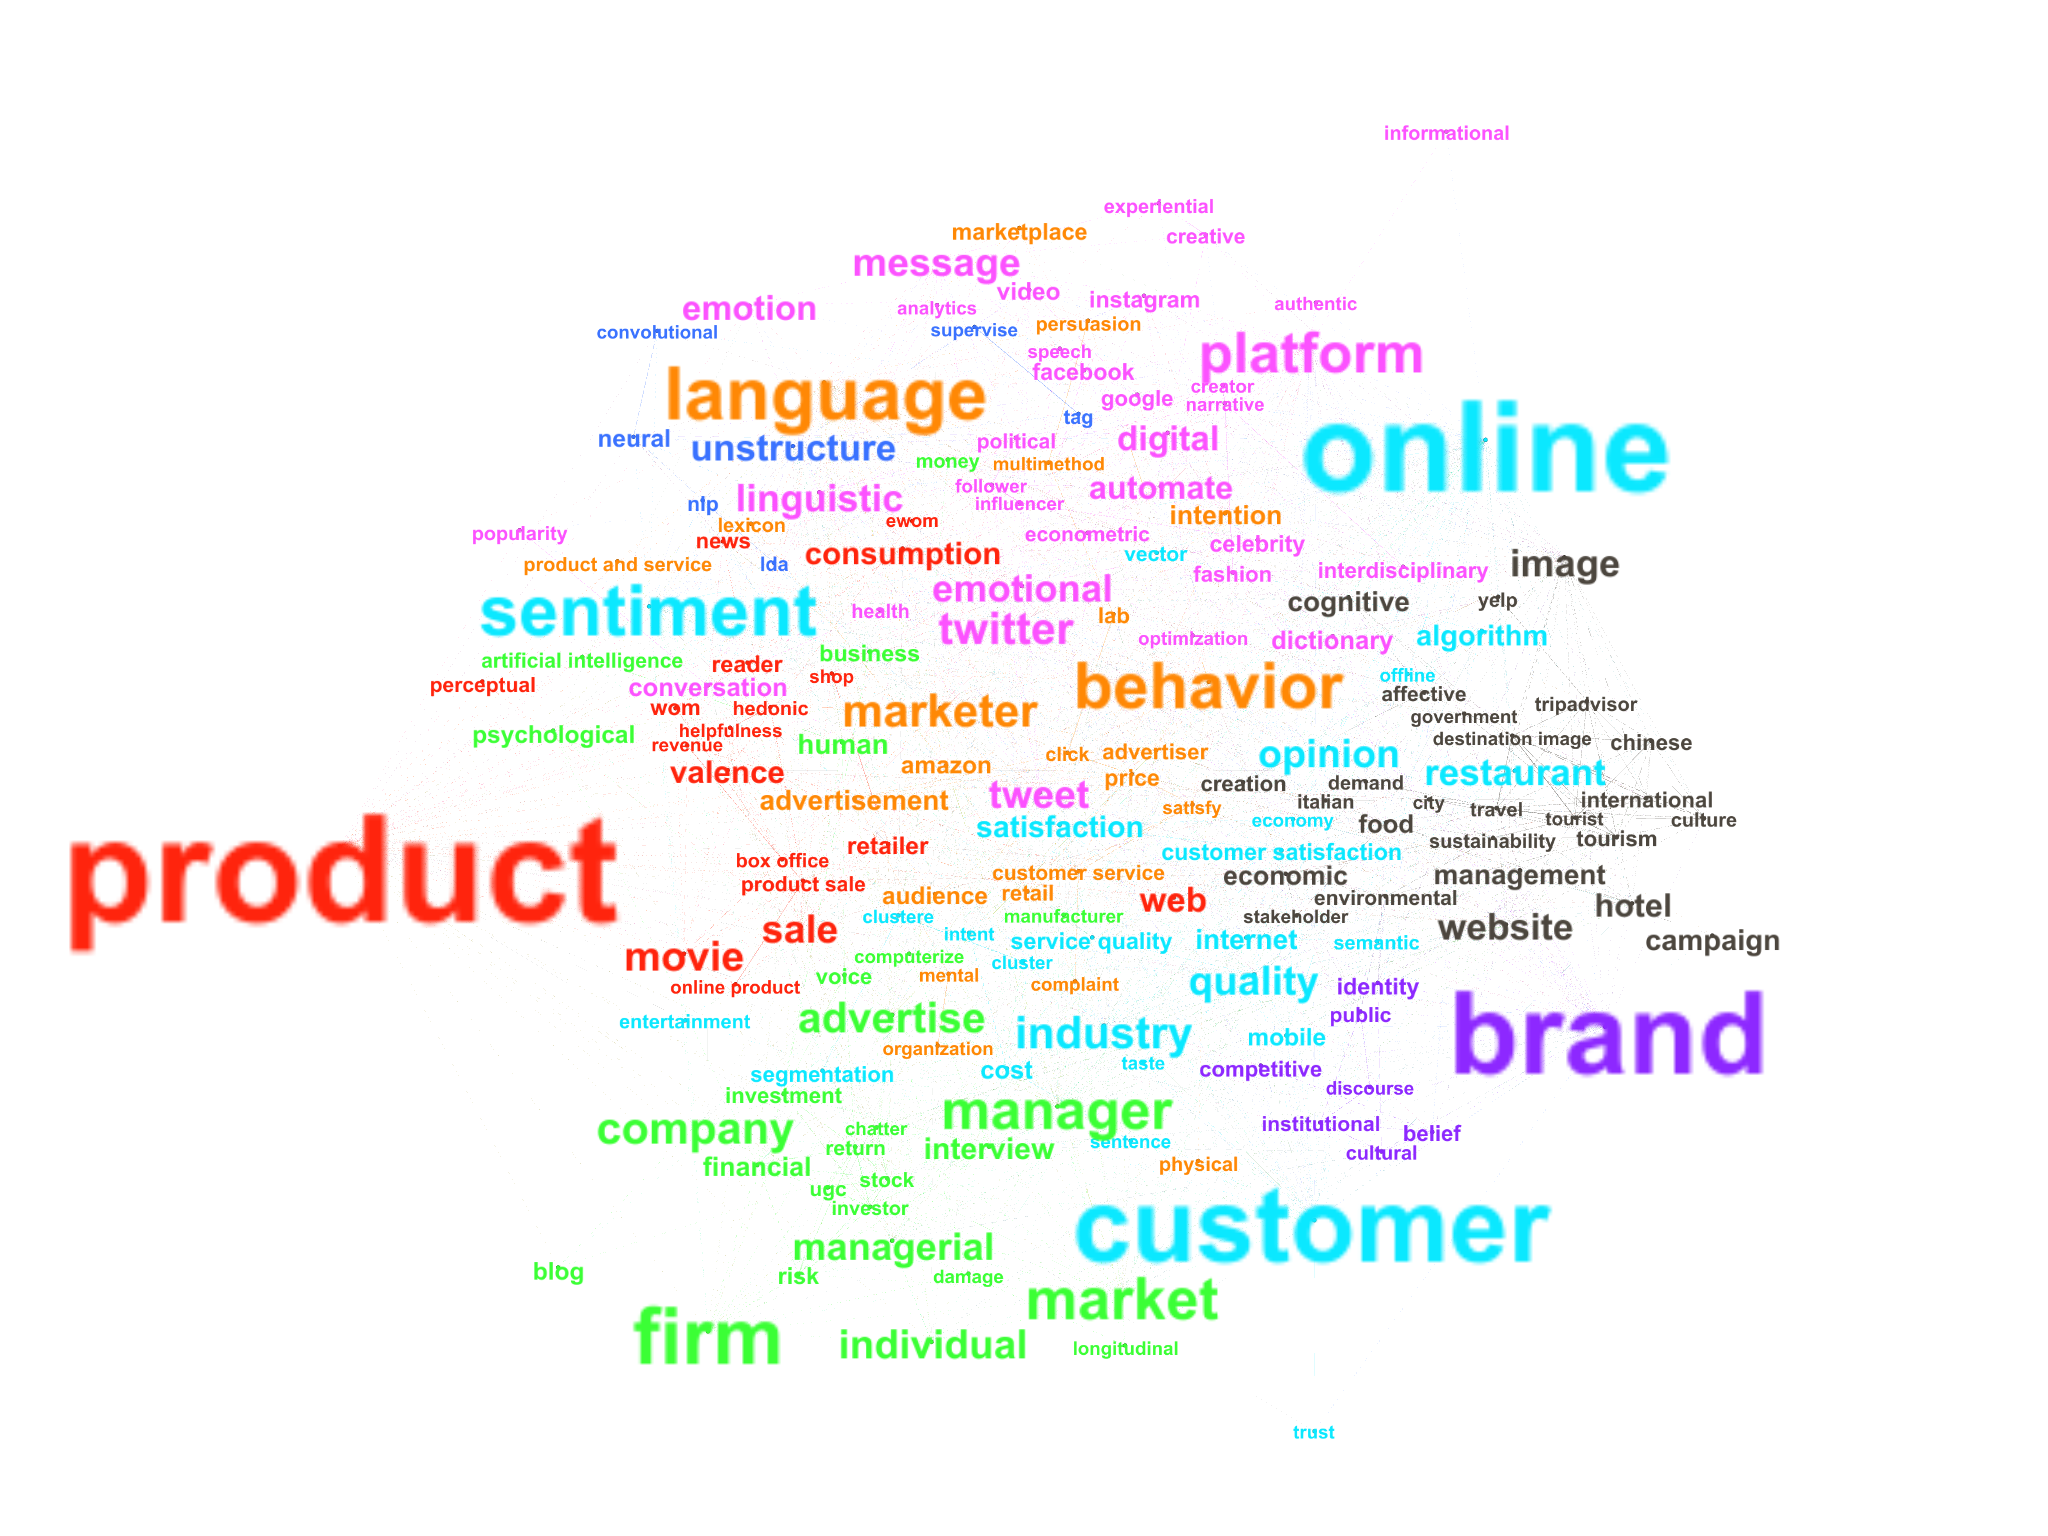 informational
experiential
marketplace
creative
message
video
instagram
emotion
analytics
authentic
convolutional
supervise
persuasion
speech
platform
facebook
language
creator
google
narrative
tag
online
neural
unstructure
political
digital
money
multimethod
follower
automate
linguistic
nlp
influencer
intention
lexicon
ewom
popularity
news
econometric
celebrity
consumption
vector
product and service
lda
fashion
interdisciplinary
image
emotional
cognitive
yelp
sentiment
health
lab
twitter
optimization
dictionary
algorithm
artificial intelligence
reader
business
offline
perceptual
conversation
shop
behavior
affective
wom
hedonic
marketer
tripadvisor
government
psychological
helpfulness
revenue
human
destination image
chinese
click
advertiser
opinion
valence
amazon
price
restaurant
creation
demand
advertisement
tweet
satisfy
italian
city
travel
international
satisfaction
economy
food
tourist
culture
product
retailer
sustainability
tourism
box office
customer satisfaction
product sale
customer service
economic
management
audience
retail
web
environmental
hotel
clustere
manufacturer
stakeholder
sale
intent
service quality
internet
semantic
website
campaign
movie
computerize
cluster
voice
mental
complaint
quality
identity
online product
entertainment
advertise
industry
public
brand
organization
mobile
segmentation
cost
taste
competitive
investment
discourse
company
chatter
manager
institutional
belief
return
interview
sentence
cultural
financial
physical
ugc
stock
investor
customer
managerial
blog
risk
damage
market
firm
individual
longitudinal
trust